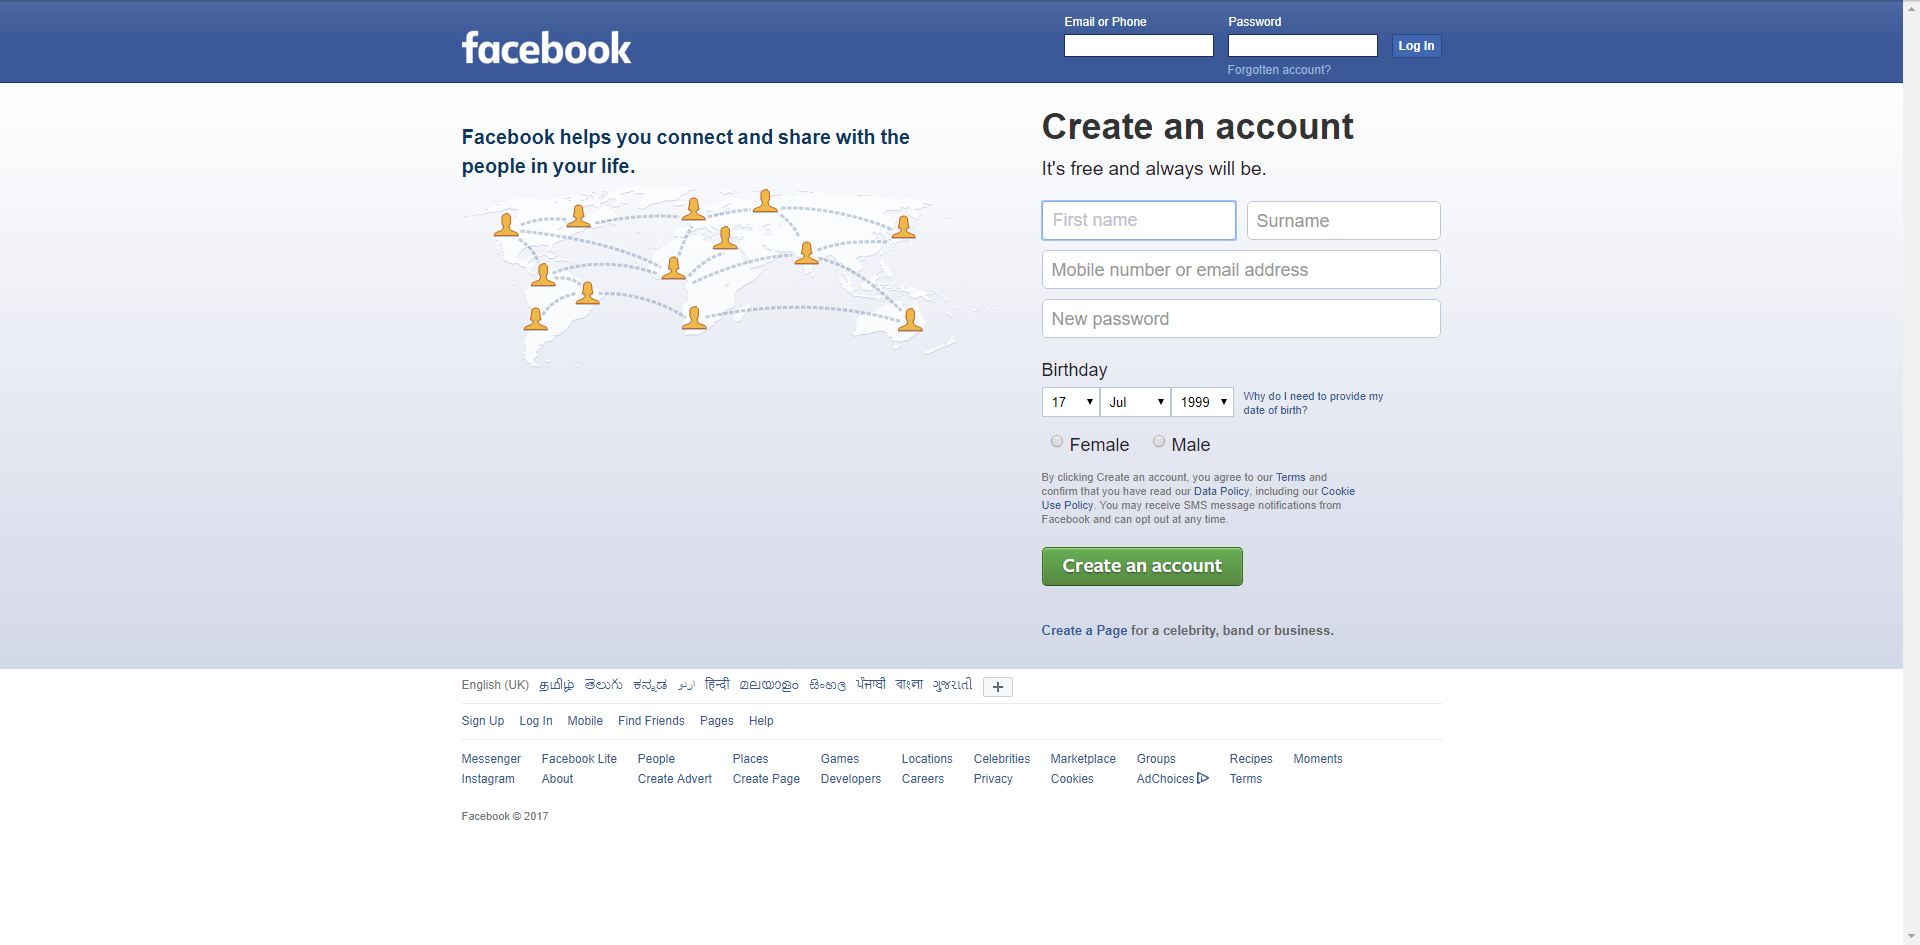 facebook
Email or Phone
Password
Log In
Forgotten account?
Facebook helps you connect and share with the
people in your life.
Create an account
It's free and always will be.
First name
Surname
Mobile number or email address
New password
Birthday
17
Jul
1999
Why do I need to provide my
date of birth?
Female
Male
By clicking Create an account, you agree to our Terms and
confirm that you have read our Data Policy, including our Cookie
Use Policy. You may receive SMS message notifications from
Facebook and can opt out at any time.
Create an account
Create a Page for a celebrity, band or business.
English (UK) தமிழ் తెలుగు ಕನ್ನಡ اردو हिन्दी മലയാളം සිංහල ਪੰਜਾਬੀ বাংলা ગુજરાતી
Sign Up Log In Mobile Find Friends Pages Help
Messenger Facebook Lite People Places Games Locations Celebrities Marketplace Groups Recipes Moments
Instagram About Create Advert Create Page Developers Careers Privacy Cookies AdChoices Terms
Facebook © 2017